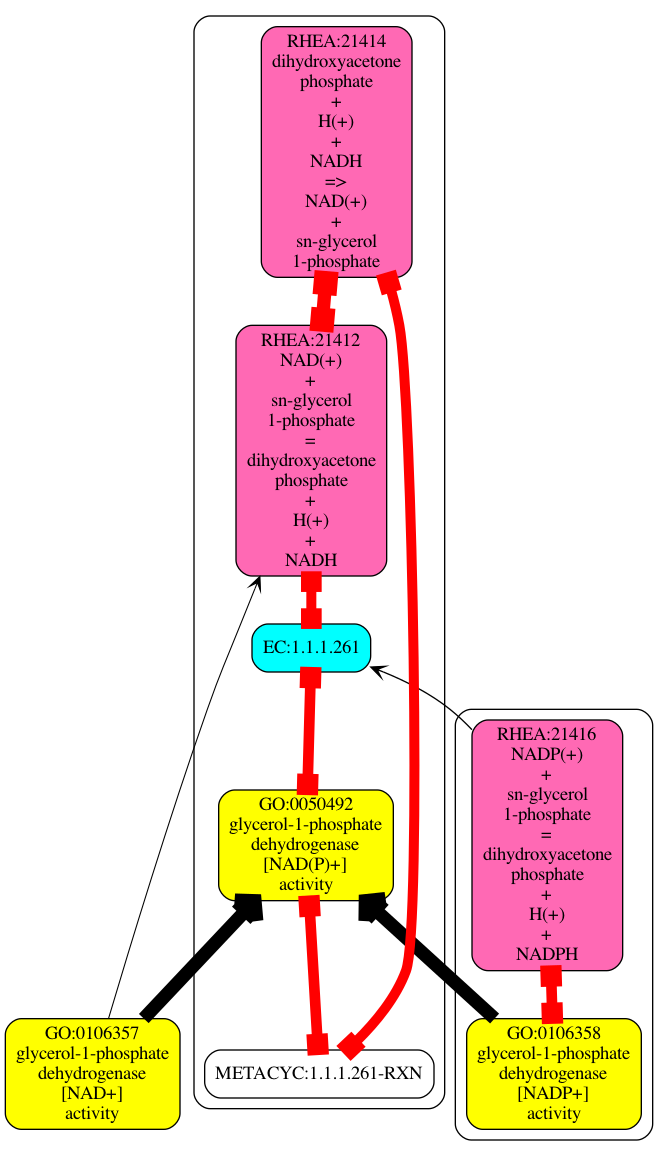 RHEA:21414
dihydroxyacetone
phosphate
+
H(+)
+
NADH
=>
NAD(+)
+
sn-glycerol
1-phosphate
RHEA:21412
NAD(+)
+
sn-glycerol
1-phosphate
=
dihydroxyacetone
phosphate
+
H(+)
+
NADH
EC:1.1.1.261
RHEA:21416
NADP(+)
+
sn-glycerol
1-phosphate
=
dihydroxyacetone
phosphate
+
H(+)
+
NADPH
GO:0050492
glycerol-1-phosphate
dehydrogenase
[NAD(P)+]
activity
GO:0106357
glycerol-1-phosphate
dehydrogenase
[NAD+]
activity
METACYC:1.1.1.261-RXN
GO:0106358
glycerol-1-phosphate
dehydrogenase
[NADP+]
activity